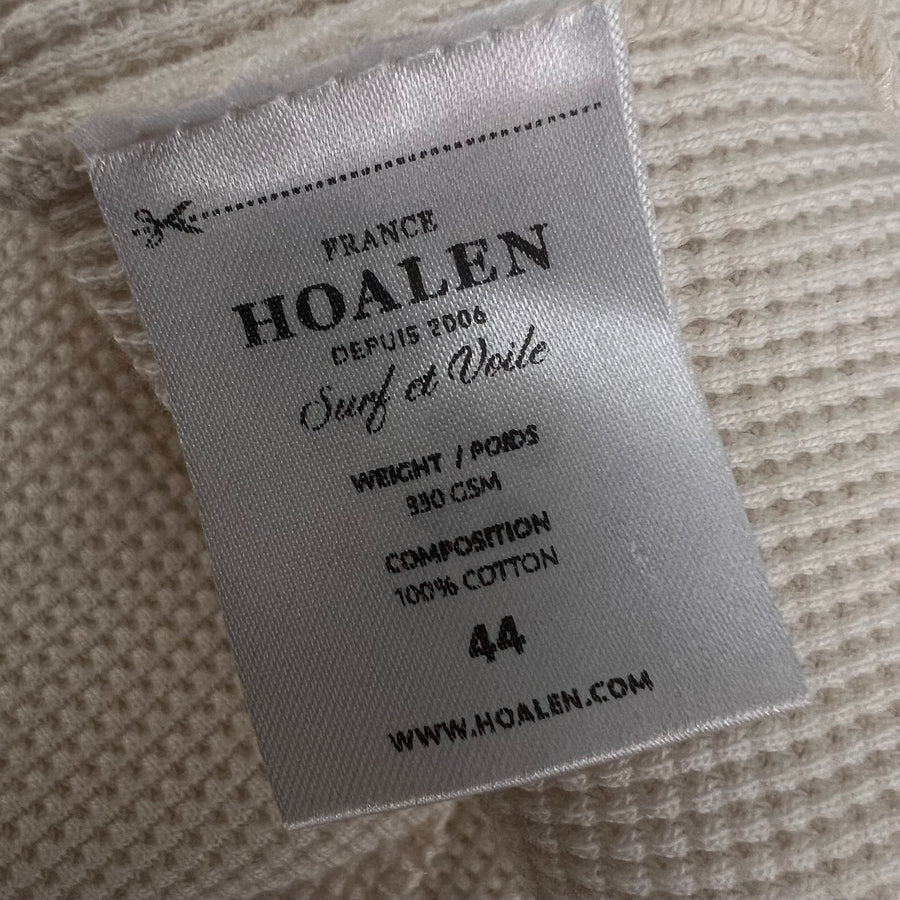 FRANCE
HOALEN
DEPUIS 2006
Surf et Voile
WEIGHT / POIDS
330 GSM
COMPOSITION
100% COTTON
44
WWW.HOALEN.COM